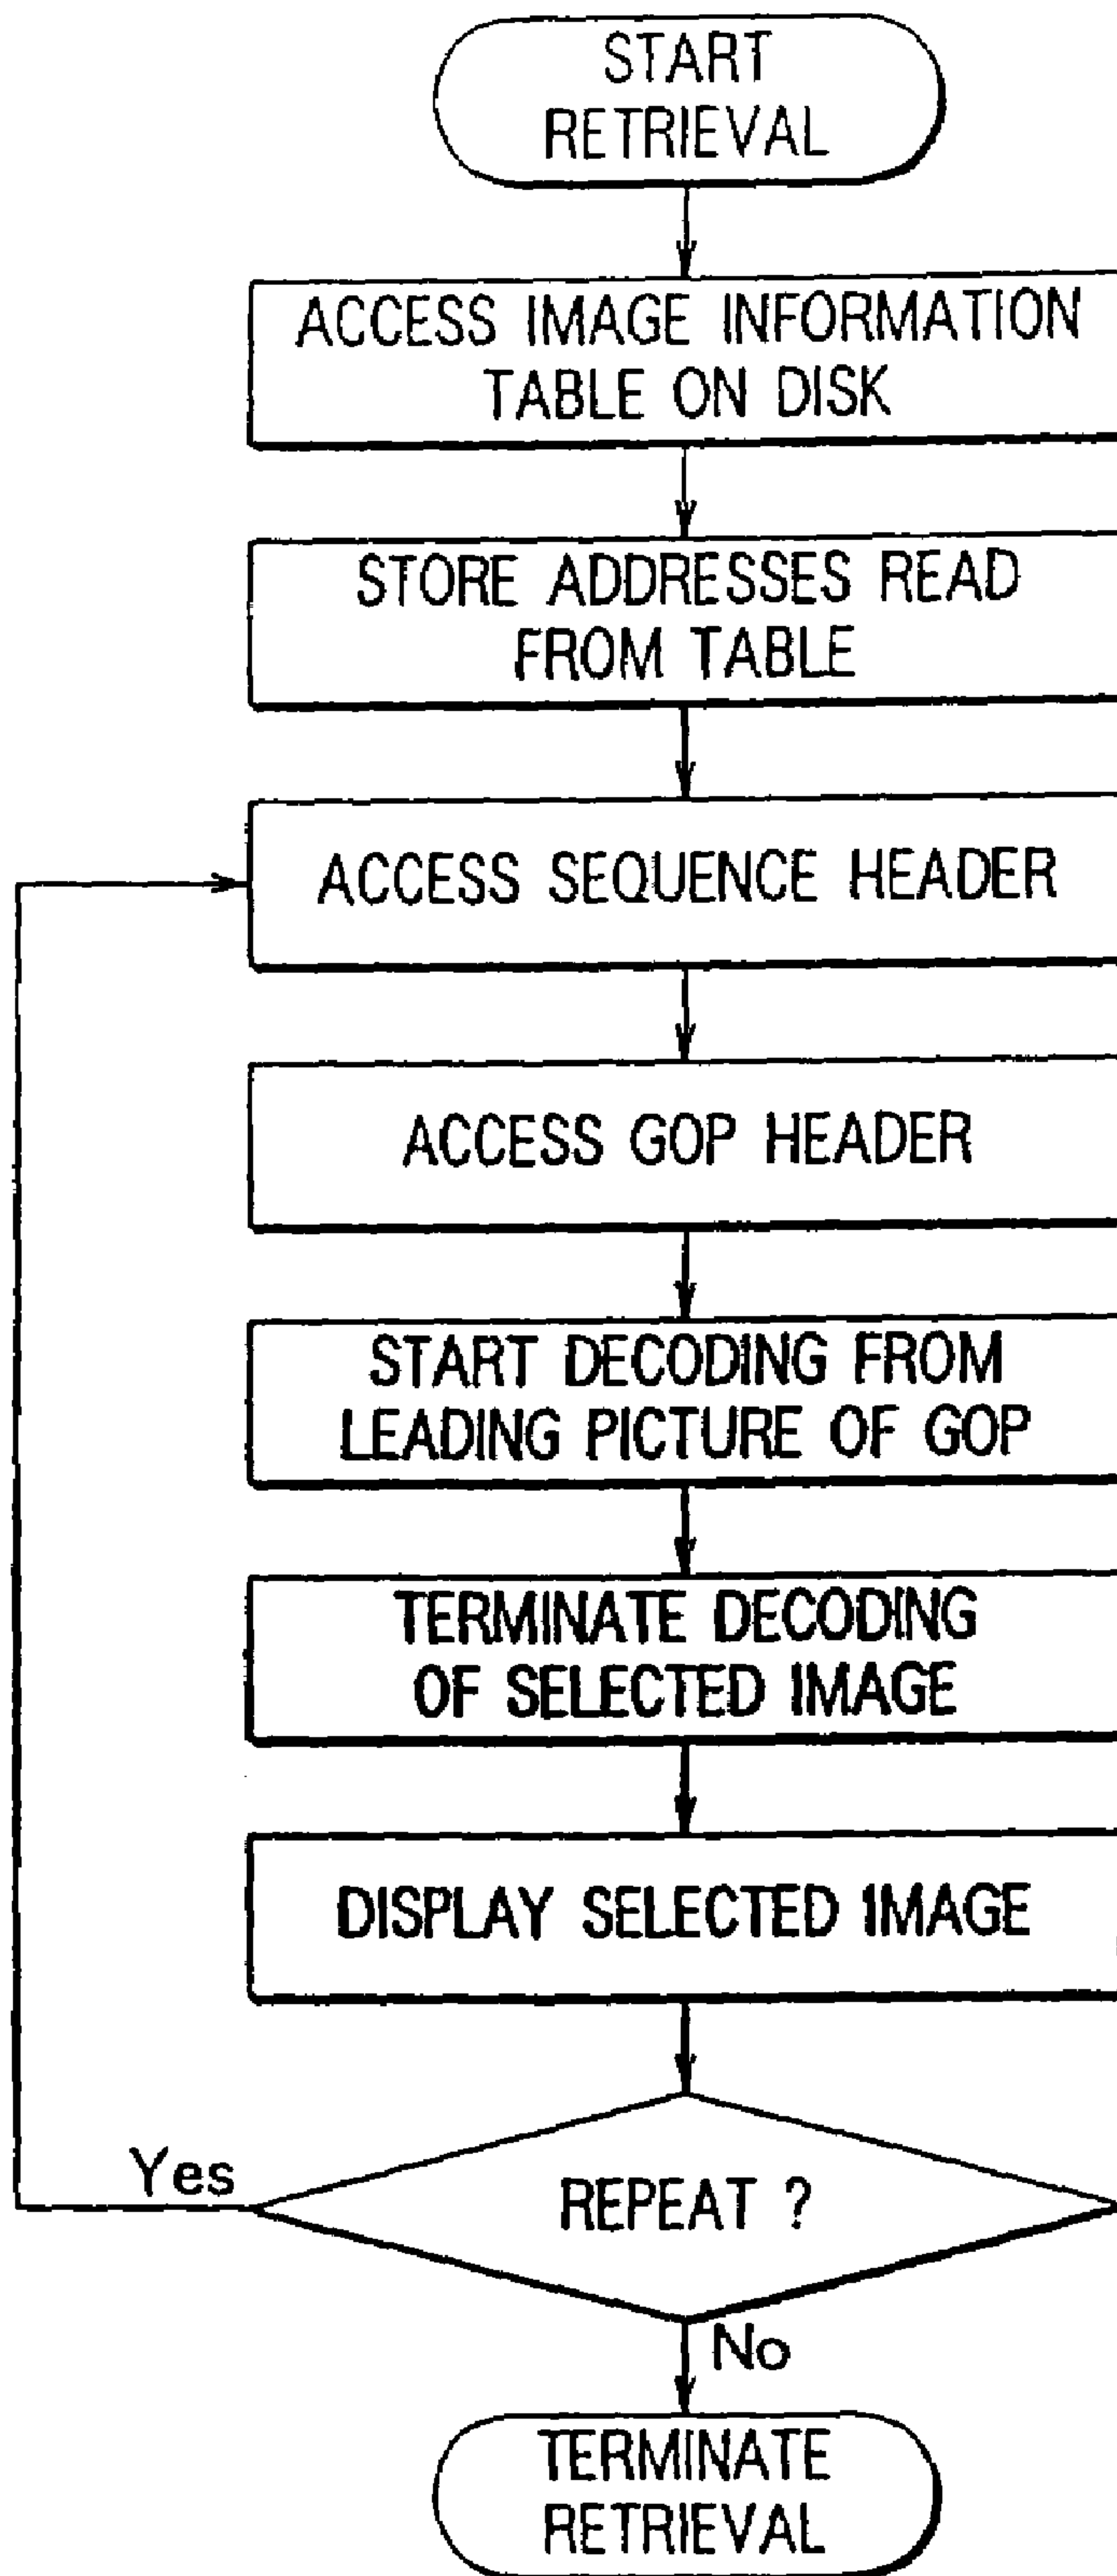 START
RETRIEVAL
ACCESS IMAGE INFORMATION
TABLE ON DISK
STORE ADDRESSES READ
FROM TABLE
ACCESS SEQUENCE HEADER
ACCESS GOP HEADER
START DECODING FROM
LEADING PICTURE OF GOP
TERMINATE DECODING
OF SELECTED IMAGE
DISPLAY SELECTED IMAGE
REPEAT ?
Yes
No
TERMINATE
RETRIEVAL